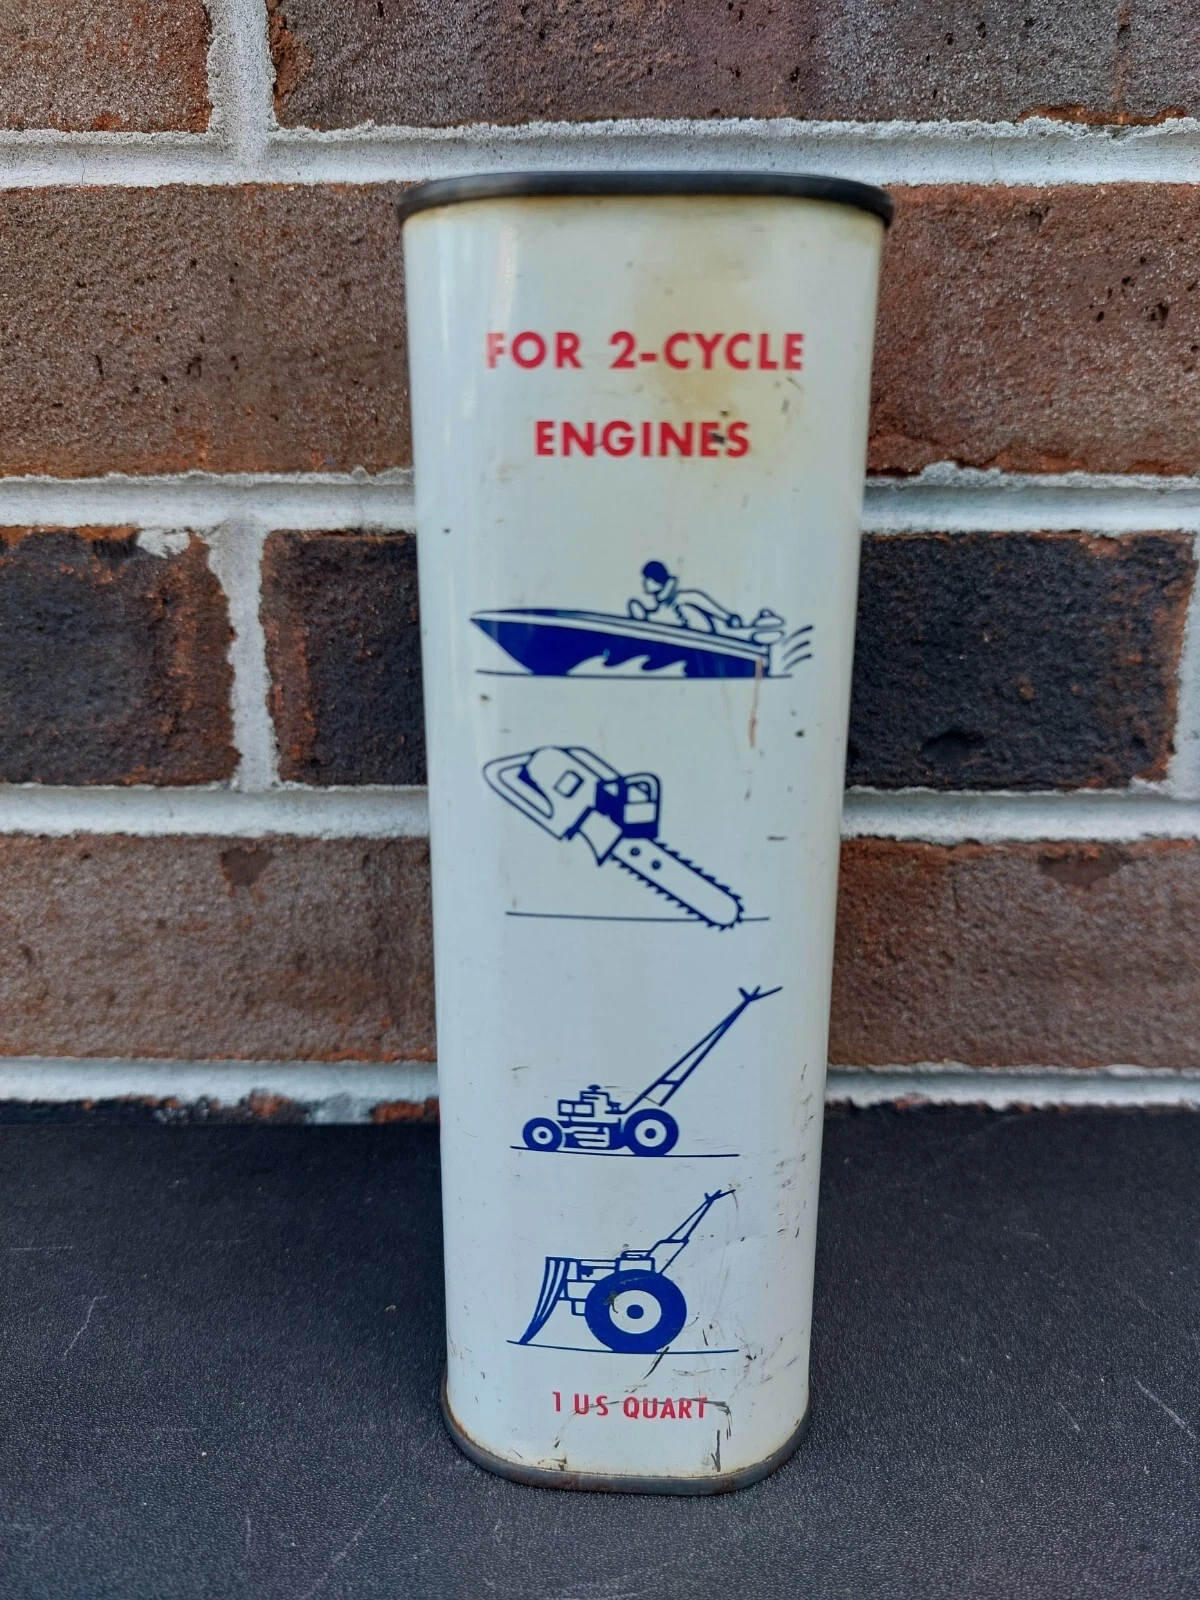 FOR 2-CYCLE
ENGINES
1 US QUART